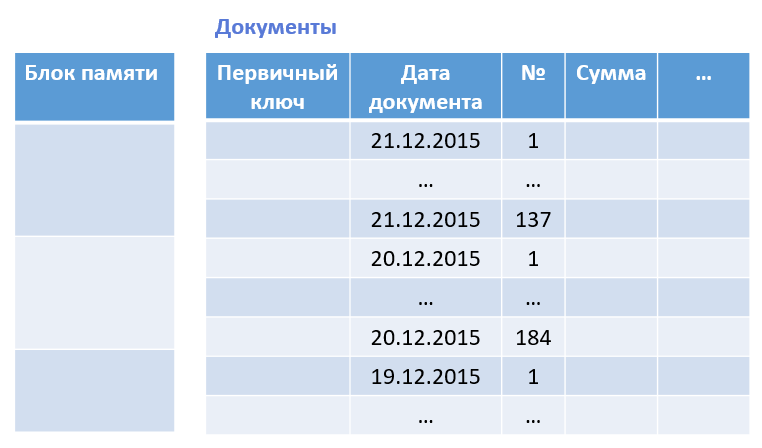 Документы
Блок памяти
Первичный ключ Дата документа № Сумма ...
21.12.2015 1
... ...
21.12.2015 137
20.12.2015 1
... ...
20.12.2015 184
19.12.2015 1
... ...